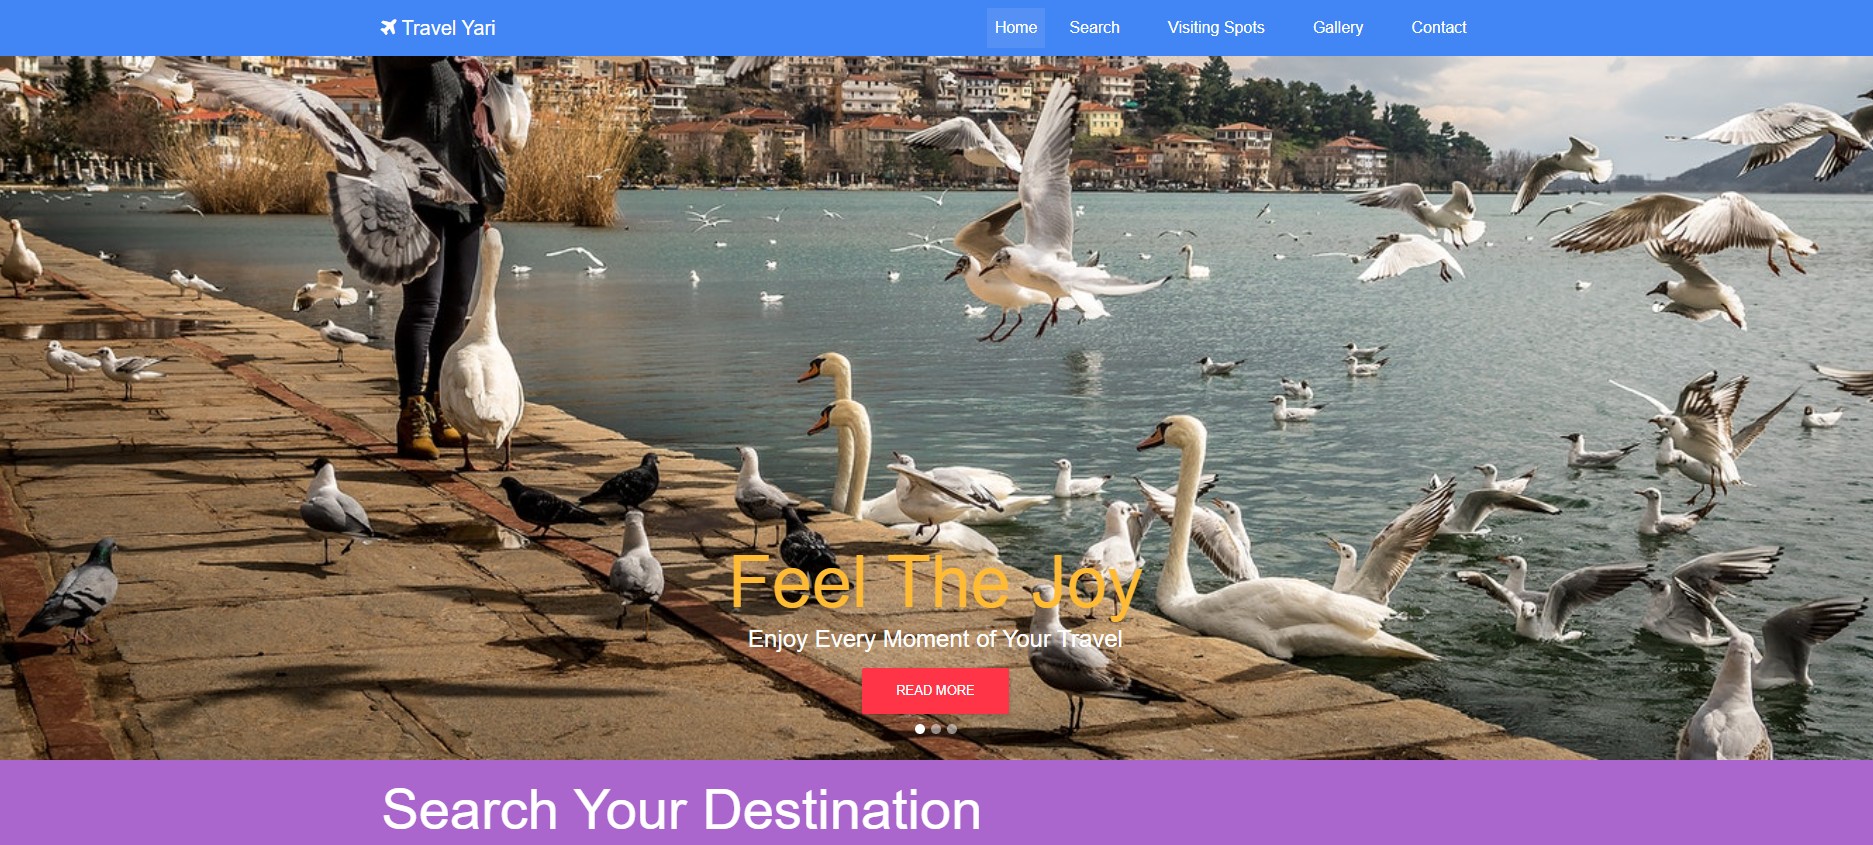 Travel Yari
Home Search Visiting Spots Gallery Contact
Feel The Joy
Enjoy Every Moment of Your Travel
READ MORE
Search Your Destination